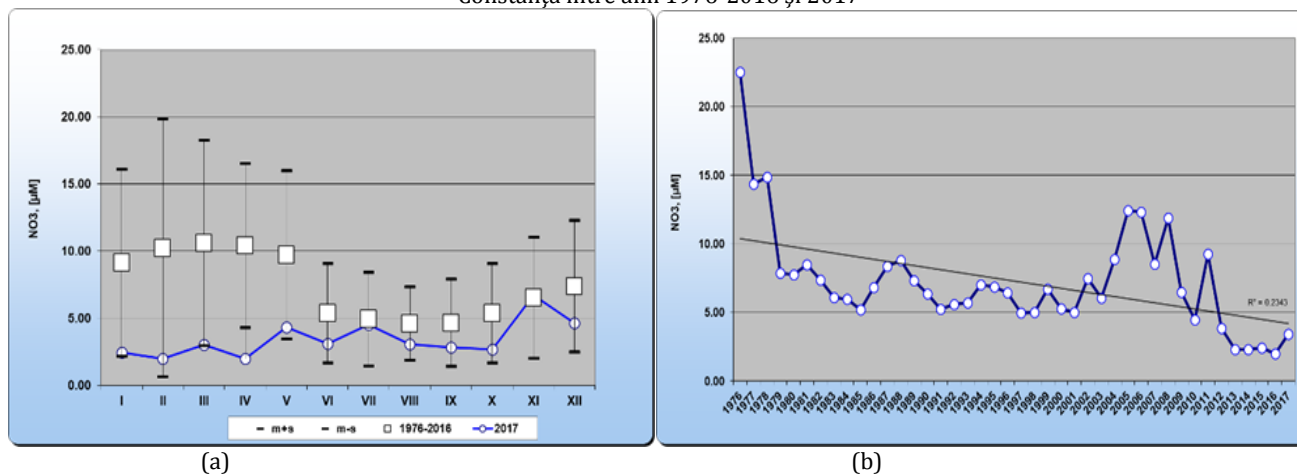 Constanţa între anii 1976-2016 şi 2017
25.00
20.00
15.00
10.00
5.00
0.00
NO3, [µM]
I II III IV V VI VII VIII IX X XI XII
m+s m-s 1976-2016 2017
(a)
25.00
20.00
15.00
10.00
5.00
0.00
NO3, [µM]
R² = 0.2343
1976 1977 1978 1979 1980 1981 1982 1983 1984 1985 1986 1987 1988 1989 1990 1991 1992 1993 1994 1995 1996 1997 1998 1999 2000 2001 2002 2003 2004 2005 2006 2007 2008 2009 2010 2011 2012 2013 2014 2015 2016 2017
(b)